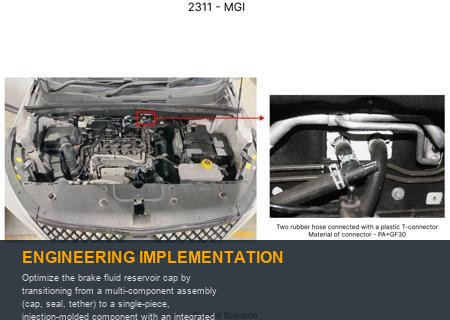 2311 - MGI
Two rubber hose connected with a plastic T-connector
Material of connector - PA+GF30
ENGINEERING IMPLEMENTATION
Optimize the brake fluid reservoir cap by
transitioning from a multi-component assembly
(cap, seal, tether) to a single-piece,
injection-molded component with an integrated
Scenario